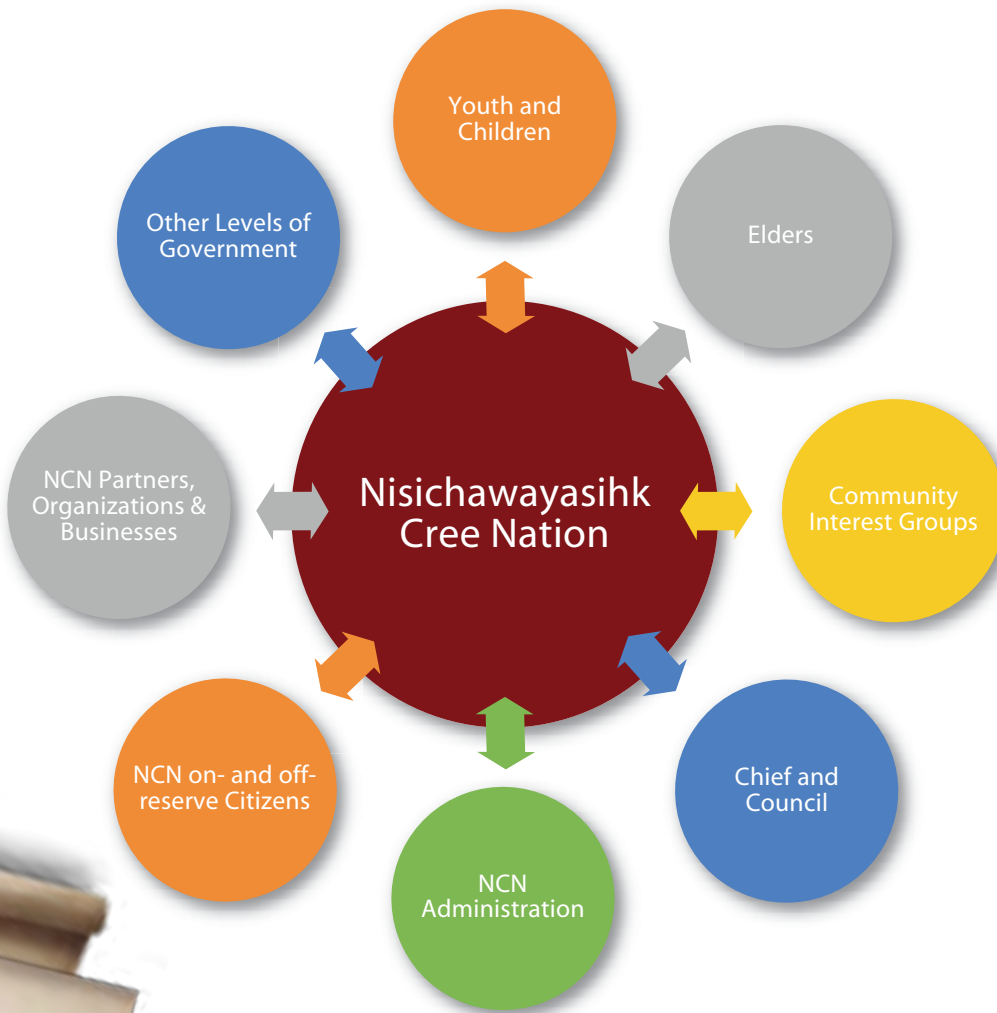 Youth and
Children
Other Levels of
Government
Elders
NCN Partners,
Organizations &
Businesses
Nisichawayasihk
Cree Nation
Community
Interest Groups
NCN on- and off-
reserve Citizens
Chief and
Council
NCN
Administration